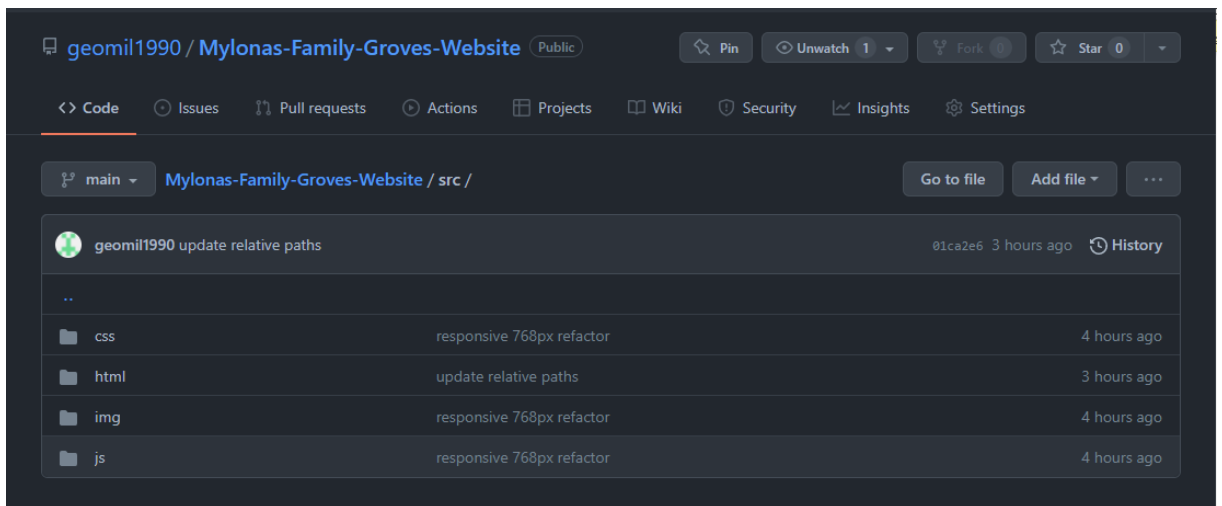 geomil1990 / Mylonas-Family-Groves-Website Public Pin Unwatch 1 Fork 0 Star 0
Code Issues Pull requests Actions Projects Wiki Security Insights Settings
main Mylonas-Family-Groves-Website / src / Go to file Add file ...
geomil1990 update relative paths 01ca2e6 3 hours ago History
..
css responsive 768px refactor 4 hours ago
html update relative paths 3 hours ago
img responsive 768px refactor 4 hours ago
js responsive 768px refactor 4 hours ago